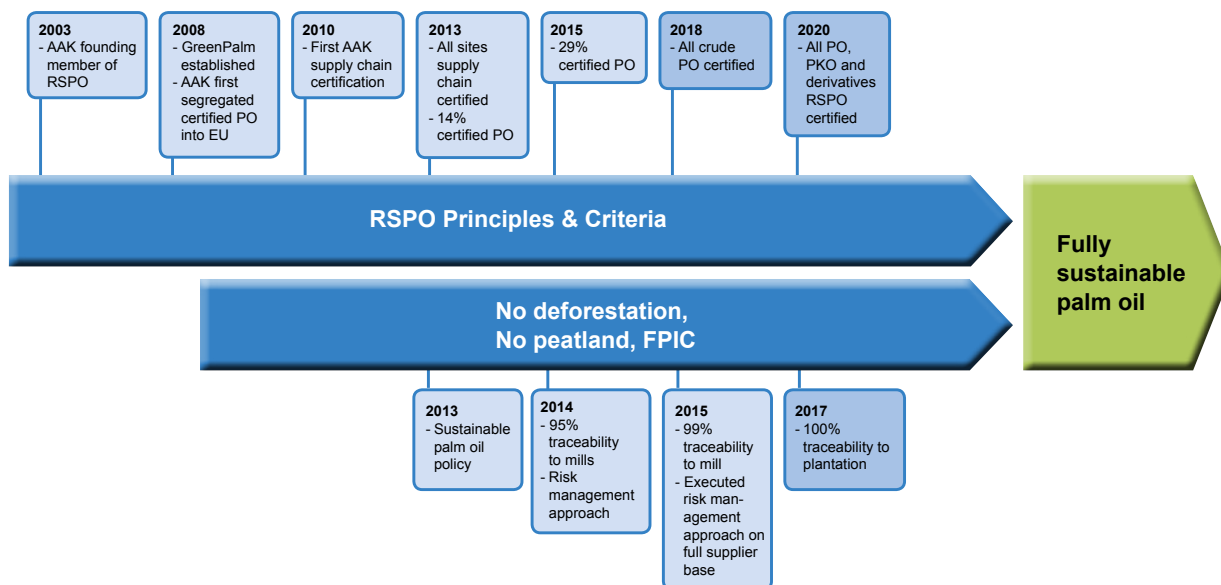 2003
- AAK founding
member of
RSPO
2008
- GreenPalm
established
- AAK first
segregated
certified PO
into EU
2010
- First AAK
supply chain
certification
2013
- All sites
supply
chain
certified
- 14%
certified PO
2015
- 29%
certified PO
2018
- All crude
PO certified
2020
- All PO,
PKO and
derivatives
RSPO
certified
RSPO Principles & Criteria
Fully
sustainable
palm oil
No deforestation,
No peatland, FPIC
2013
- Sustainable
palm oil
policy
2014
- 95%
traceability
to mills
- Risk
management
approach
2015
- 99%
traceability
to mill
- Executed
risk man-
agement
approach on
full supplier
base
2017
- 100%
traceability to
plantation